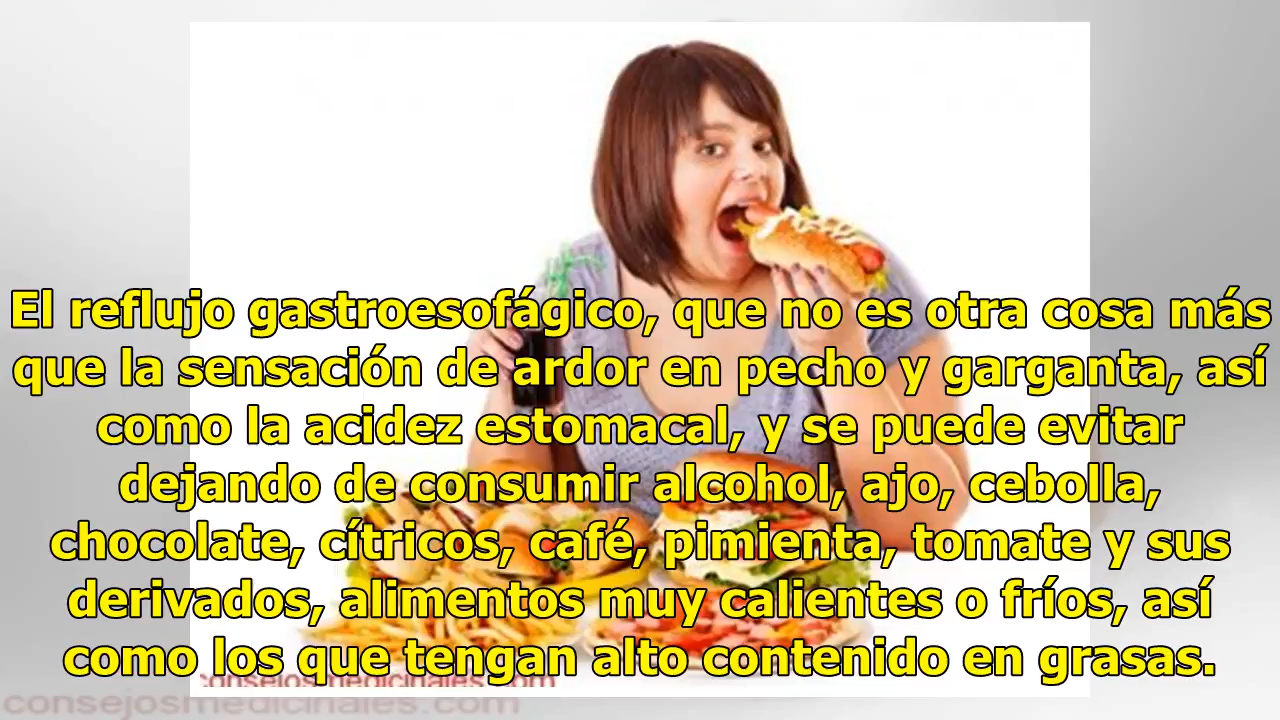 El reflujo gastroesofágico, que no es otra cosa más
que la sensación de ardor en pecho y garganta, así
como la acidez estomacal, y se puede evitar
dejando de consumir alcohol, ajo, cebolla,
chocolate, cítricos, café, pimienta, tomate y sus
derivados, alimentos muy calientes o fríos, así
como los que tengan alto contenido en grasas.
consejosmedicinales.com
consejosmedicinales.com